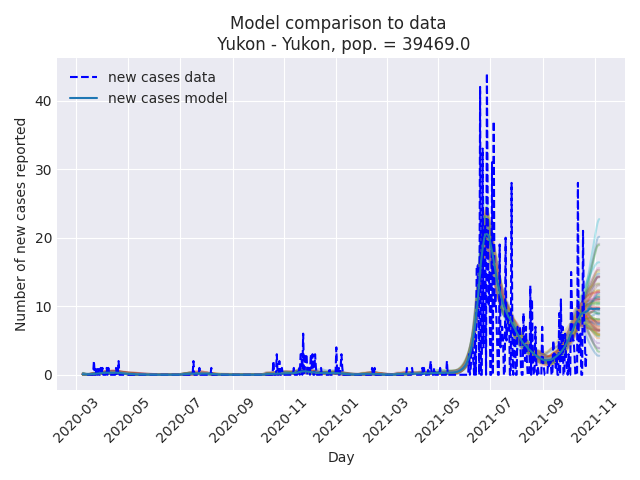 Model comparison to data
Yukon - Yukon, pop. = 39469.0
new cases data
new cases model
Number of new cases reported
40
30
20
10
0
2020-03
2020-05
2020-07
2020-09
2020-11
2021-01
2021-03
2021-05
2021-07
2021-09
2021-11
Day